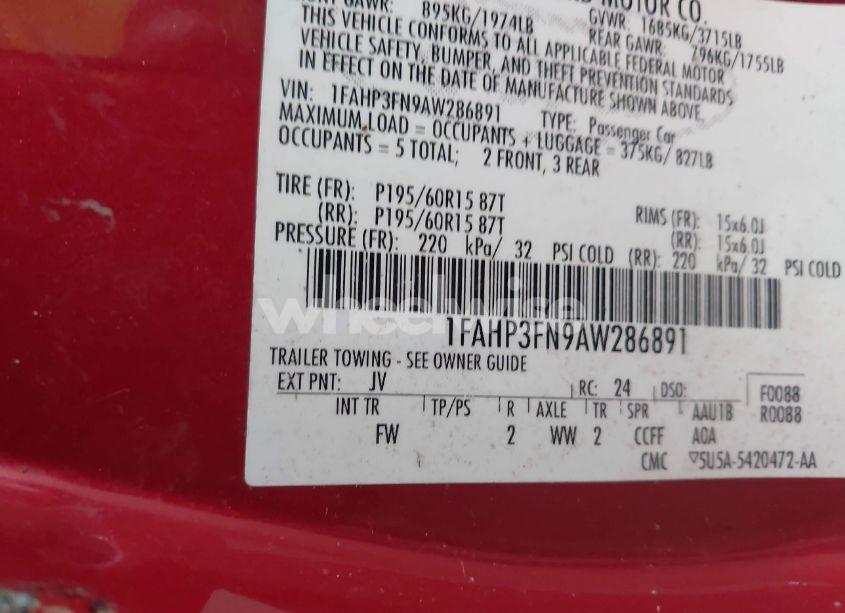 MOTOR CO.
GAWR: 895KG/1974LB GVWR: 1685KG/3715LB
REAR GAWR: 796KG/1755LB
THIS VEHICLE CONFORMS TO ALL APPLICABLE FEDERAL MOTOR
VEHICLE SAFETY, BUMPER, AND THEFT PREVENTION STANDARDS
IN EFFECT ON THE DATE OF MANUFACTURE SHOWN ABOVE.
VIN: 1FAHP3FN9AW286891 TYPE: Passenger Car
MAXIMUM LOAD = OCCUPANTS + LUGGAGE = 375KG/827LB
OCCUPANTS = 5 TOTAL; 2 FRONT, 3 REAR
TIRE (FR): P195/60R15 87T RIMS (FR): 15x6.0J
(RR): P195/60R15 87T (RR): 15x6.0J
PRESSURE (FR): 220 kPa/ 32 PSI COLD (RR): 220 kPa/ 32 PSI COLD
wheelwise
1FAHP3FN9AW286891
TRAILER TOWING - SEE OWNER GUIDE
EXT PNT: JV RC: 24 DSO: F0088
INT TR TP/PS R AXLE TR SPR AAU1B R0088
FW 2 WW 2 CCFF AOA
CMC 5U5A-5420472-AA